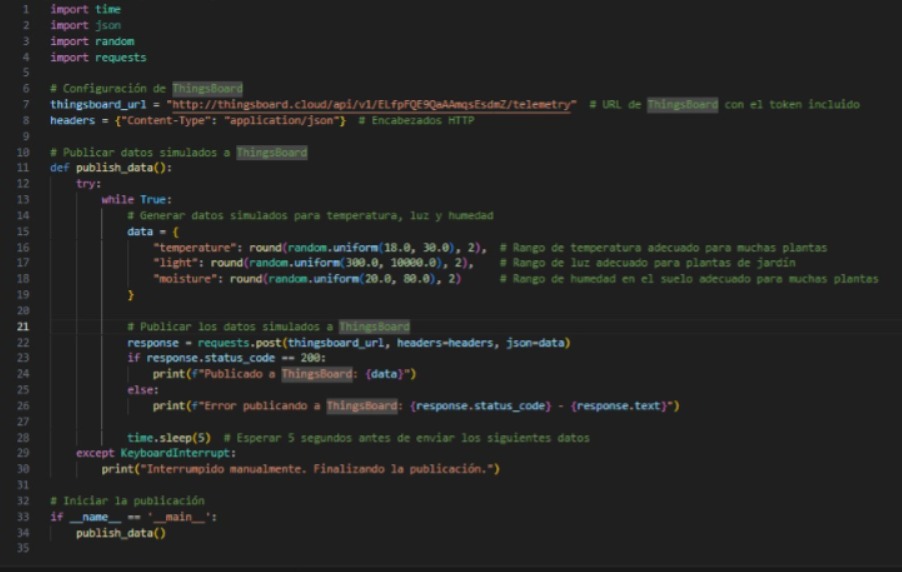 1 import time
2 import json
3 import random
4 import requests
5
6 # Configuración de ThingsBoard
7 thingsboard_url = "http://thingsboard.cloud/api/v1/ELfpFQE9QaAAmqsEsdmZ/telemetry" # URL de ThingsBoard con el token incluido
8 headers = {"Content-Type": "application/json"} # Encabezados HTTP
9
10 # Publicar datos simulados a ThingsBoard
11 def publish_data():
12 try:
13 while True:
14 # Generar datos simulados para temperatura, luz y humedad
15 data = {
16 "temperature": round(random.uniform(18.0, 30.0), 2), # Rango de temperatura adecuado para muchas plantas
17 "light": round(random.uniform(300.0, 10000.0), 2), # Rango de luz adecuado para plantas de jardín
18 "moisture": round(random.uniform(20.0, 80.0), 2) # Rango de humedad en el suelo adecuado para muchas plantas
19 }
20
21 # Publicar los datos simulados a ThingsBoard
22 response = requests.post(thingsboard_url, headers=headers, json=data)
23 if response.status_code == 200:
24 print(f"Publicado a ThingsBoard: {data}")
25 else:
26 print(f"Error publicando a ThingsBoard: {response.status_code} - {response.text}")
27
28 time.sleep(5) # Esperar 5 segundos antes de enviar los siguientes datos
29 except KeyboardInterrupt:
30 print("Interrumpido manualmente. Finalizando la publicación.")
31
32 # Iniciar la publicación
33 if __name__ == '__main__':
34 publish_data()
35